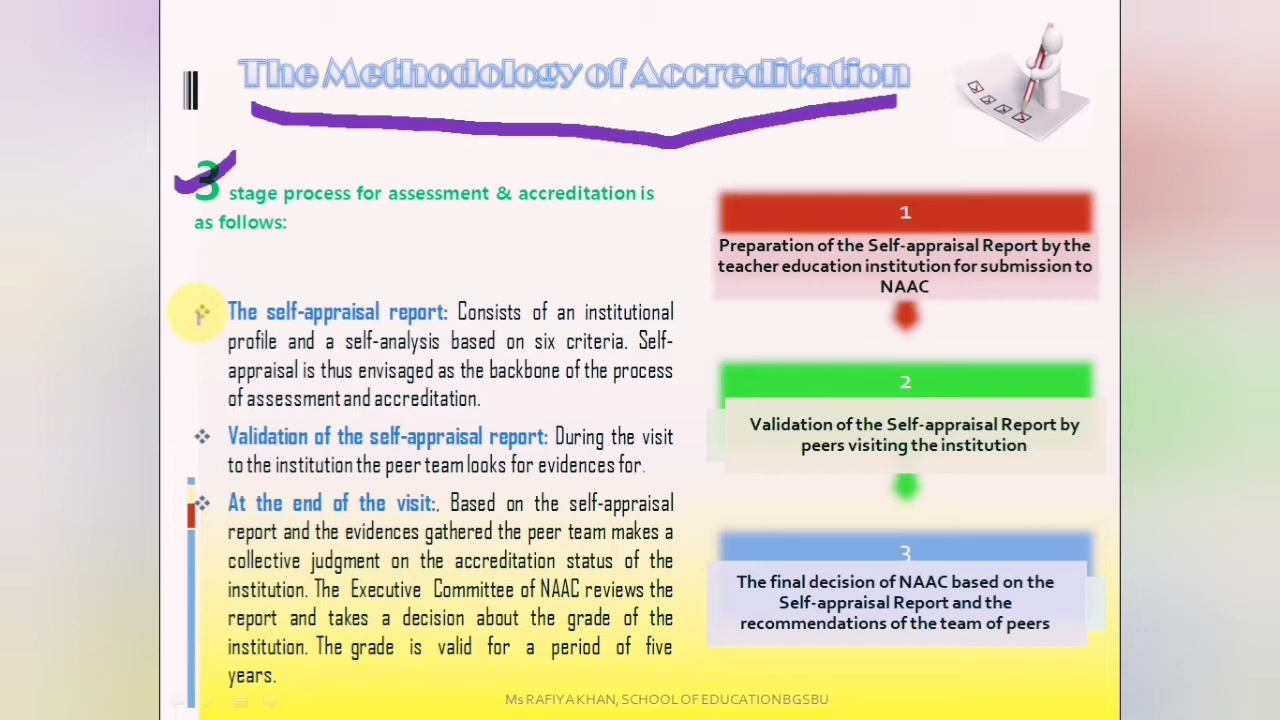 The Methodology of Accreditation
3 stage process for assessment & accreditation is
as follows:
The self-appraisal report: Consists of an institutional
profile and a self-analysis based on six criteria. Self-
appraisal is thus envisaged as the backbone of the process
of assessment and accreditation.
Validation of the self-appraisal report: During the visit
to the institution the peer team looks for evidences for.
At the end of the visit:. Based on the self-appraisal
report and the evidences gathered the peer team makes a
collective judgment on the accreditation status of the
institution. The Executive Committee of NAAC reviews the
report and takes a decision about the grade of the
institution. The grade is valid for a period of five
years.
1
Preparation of the Self-appraisal Report by the
teacher education institution for submission to
NAAC
2
Validation of the Self-appraisal Report by
peers visiting the institution
3
The final decision of NAAC based on the
Self-appraisal Report and the
recommendations of the team of peers
Ms RAFIYA KHAN, SCHOOL OF EDUCATION BGSBU